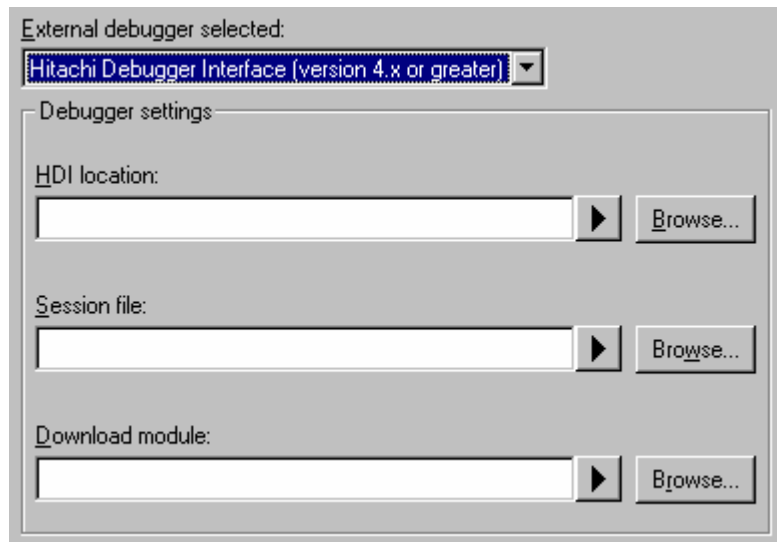 External debugger selected:
Hitachi Debugger Interface (version 4.x or greater)
Debugger settings
HDI location:
Browse...
Session file:
Browse...
Download module:
Browse...